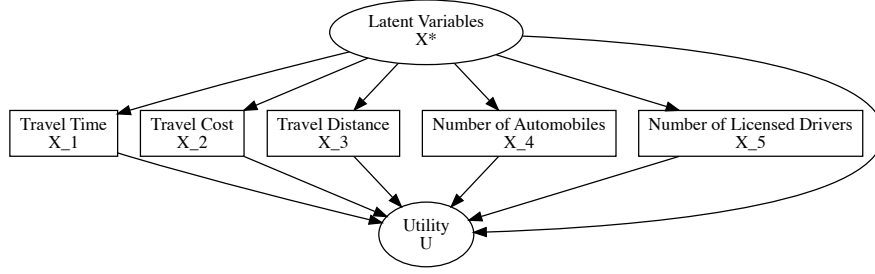 Latent Variables
X*
Travel Time
X_1
Travel Cost
X_2
Travel Distance
X_3
Number of Automobiles
X_4
Number of Licensed Drivers
X_5
Utility
U